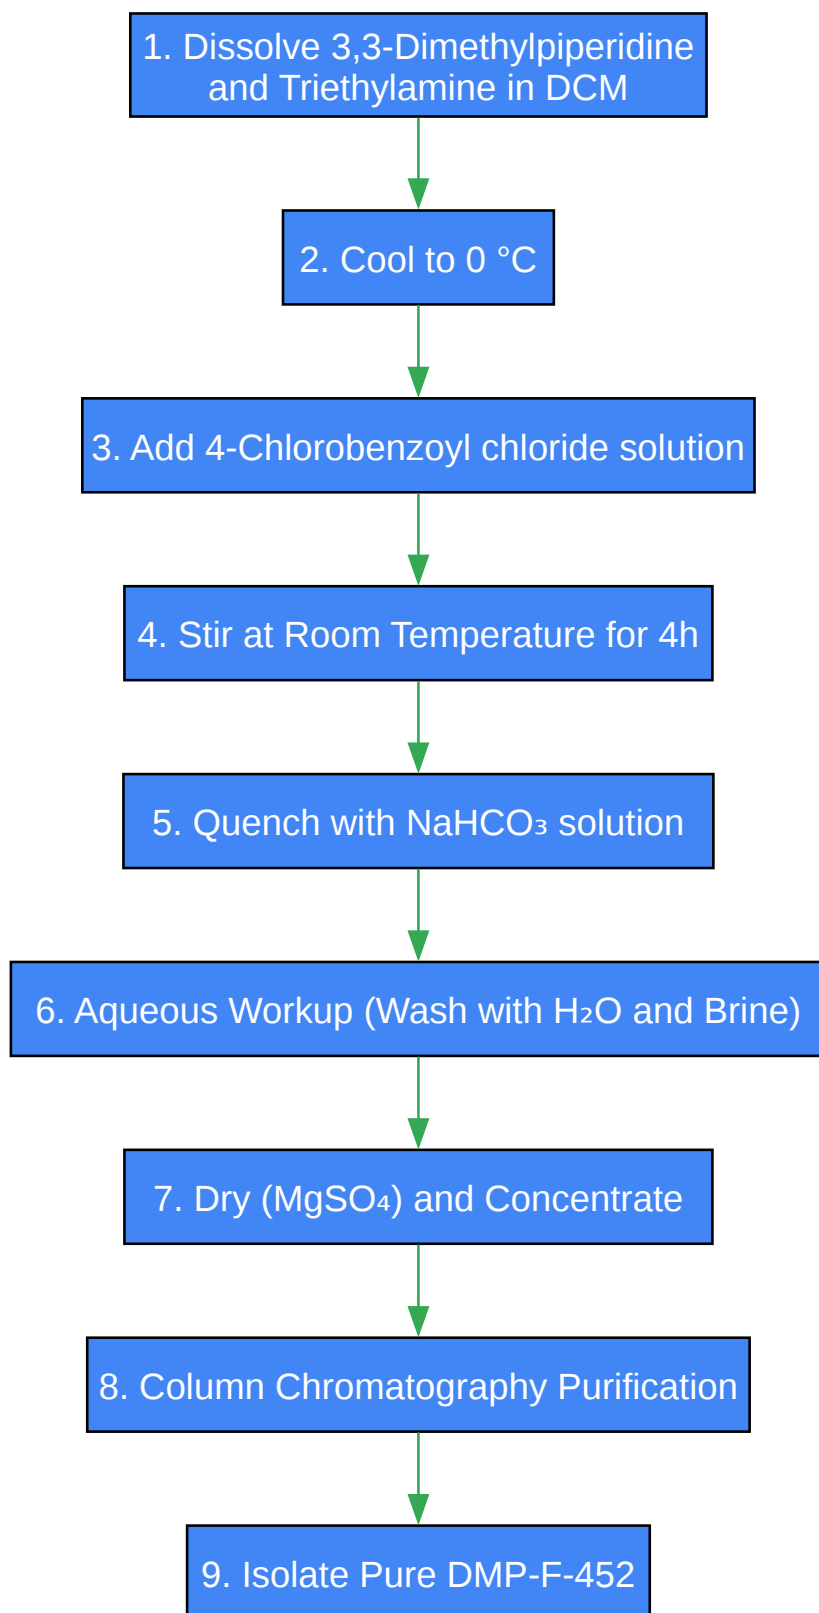 1. Dissolve 3,3-Dimethylpiperidine
and Triethylamine in DCM
2. Cool to 0 °C
3. Add 4-Chlorobenzoyl chloride solution
4. Stir at Room Temperature for 4h
5. Quench with NaHCO₃ solution
6. Aqueous Workup (Wash with H₂O and Brine)
7. Dry (MgSO₄) and Concentrate
8. Column Chromatography Purification
9. Isolate Pure DMP-F-452